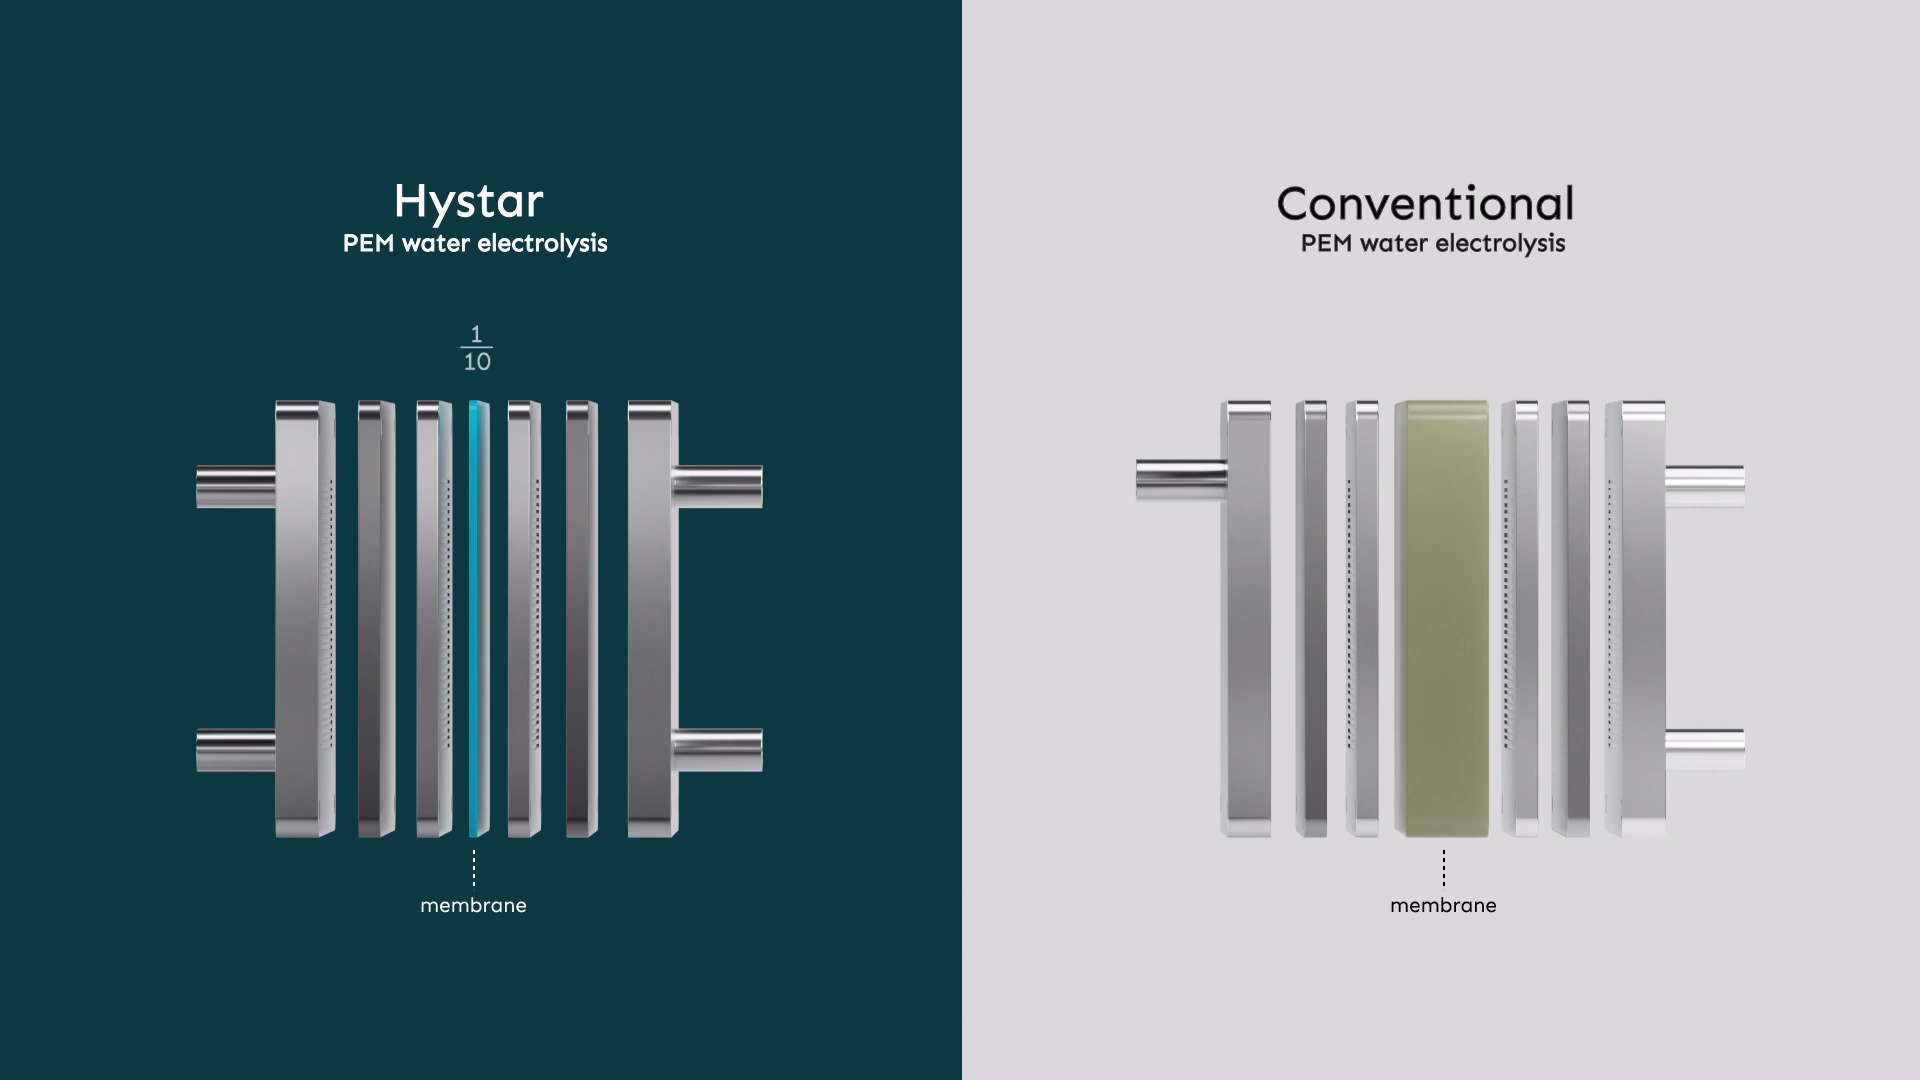 Hystar
PEM water electrolysis
1
10
membrane
Conventional
PEM water electrolysis
membrane